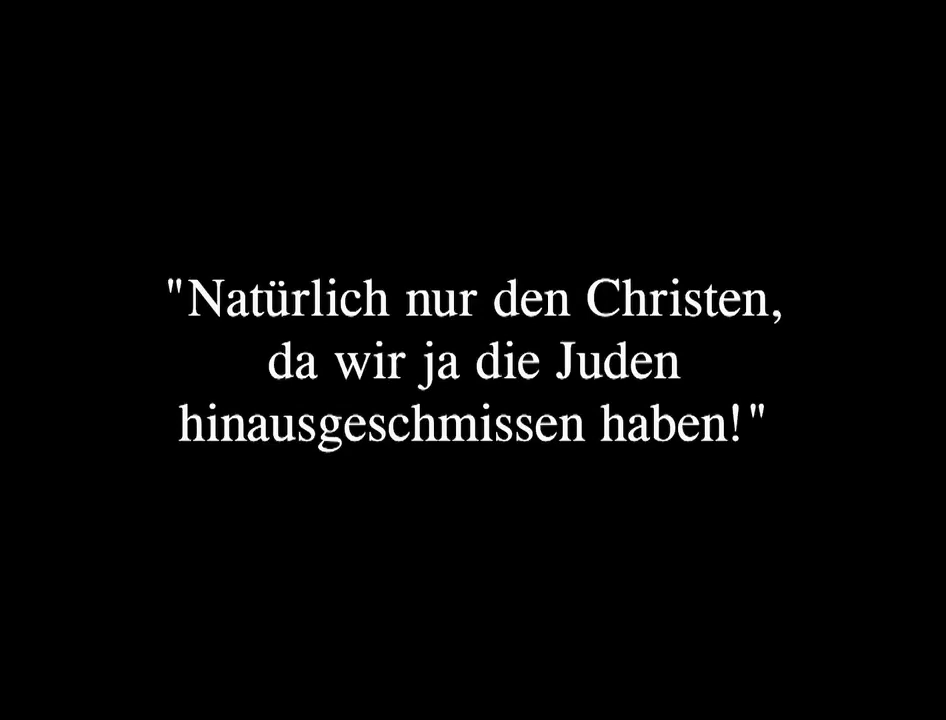 "Natürlich nur den Christen,
da wir ja die Juden
hinausgeschmissen haben!"